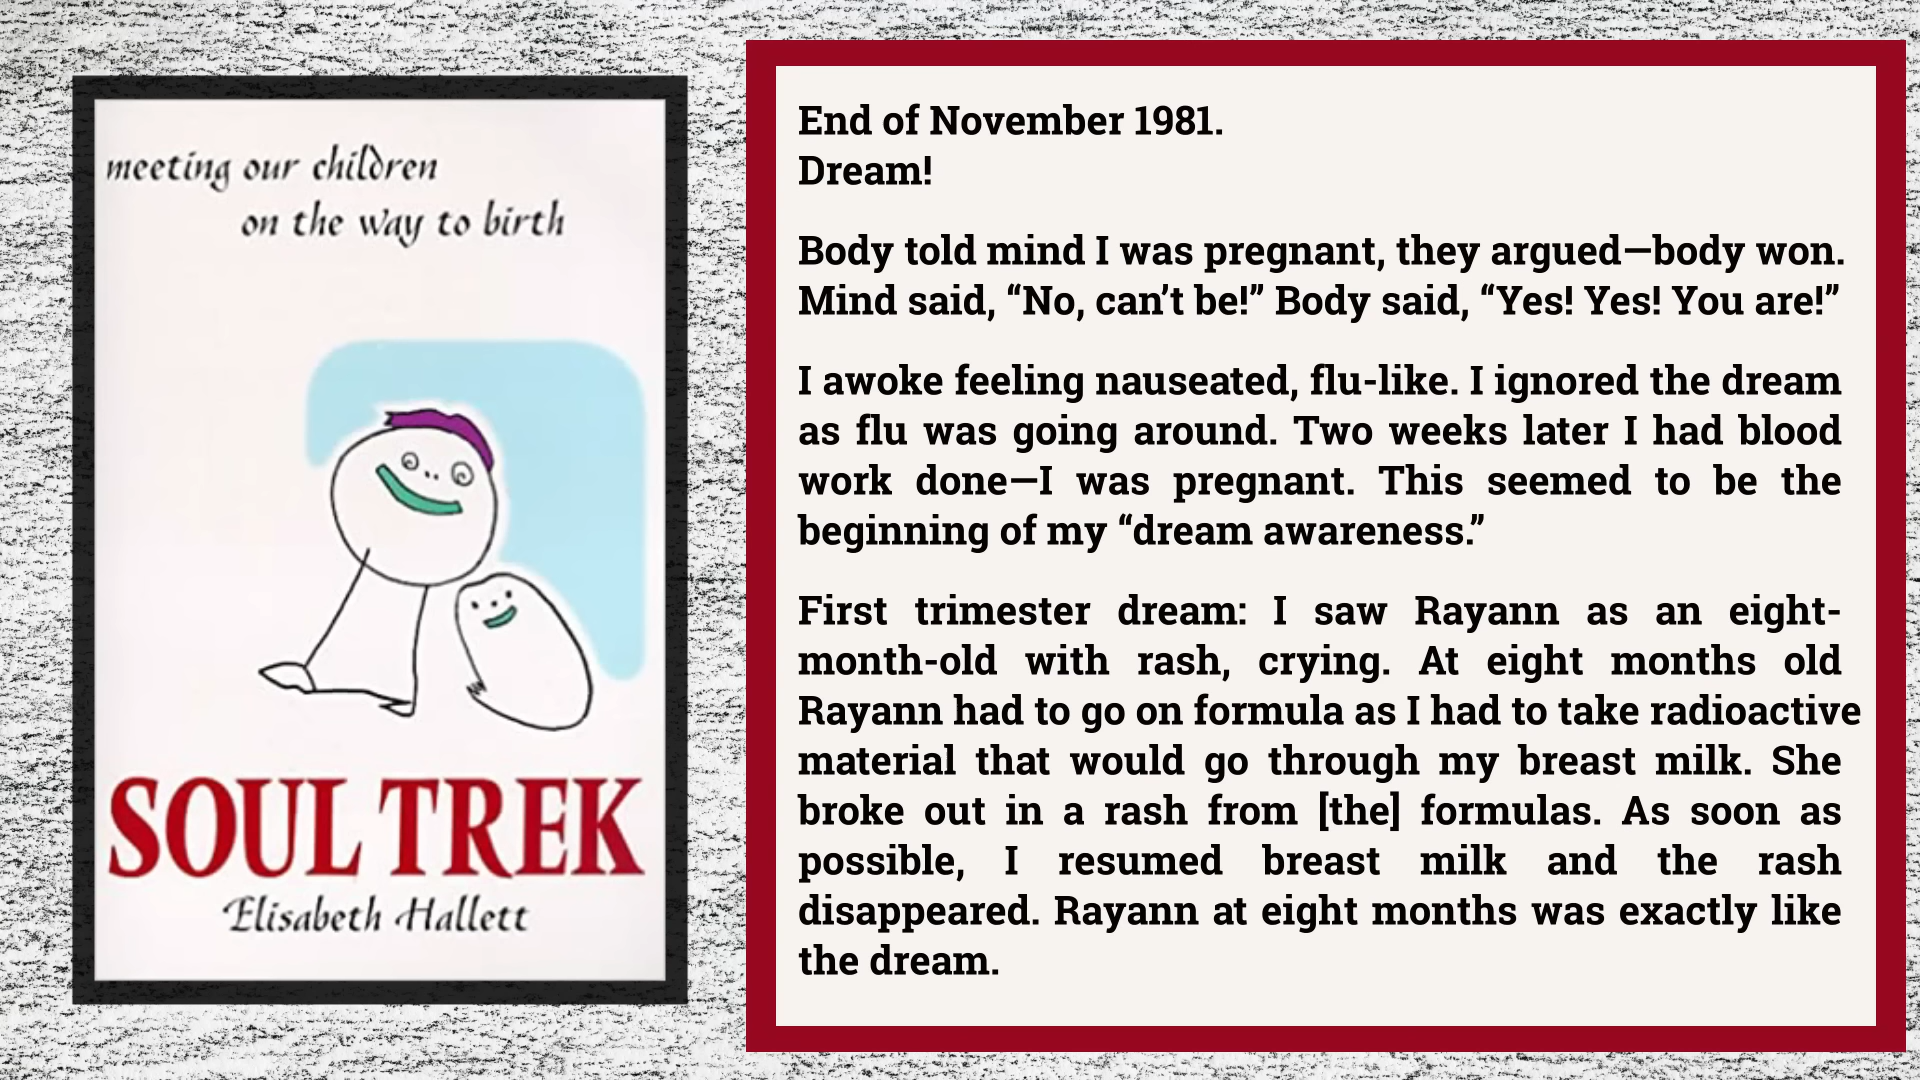 meeting our children
on the way to birth
SOUL TREK
Elisabeth Hallett
End of November 1981.
Dream!
Body told mind I was pregnant, they argued—body won.
Mind said, “No, can’t be!” Body said, “Yes! Yes! You are!”
I awoke feeling nauseated, flu-like. I ignored the dream
as flu was going around. Two weeks later I had blood
work done—I was pregnant. This seemed to be the
beginning of my “dream awareness.”
First trimester dream: I saw Rayann as an eight-
month-old with rash, crying. At eight months old
Rayann had to go on formula as I had to take radioactive
material that would go through my breast milk. She
broke out in a rash from [the] formulas. As soon as
possible, I resumed breast milk and the rash
disappeared. Rayann at eight months was exactly like
the dream.